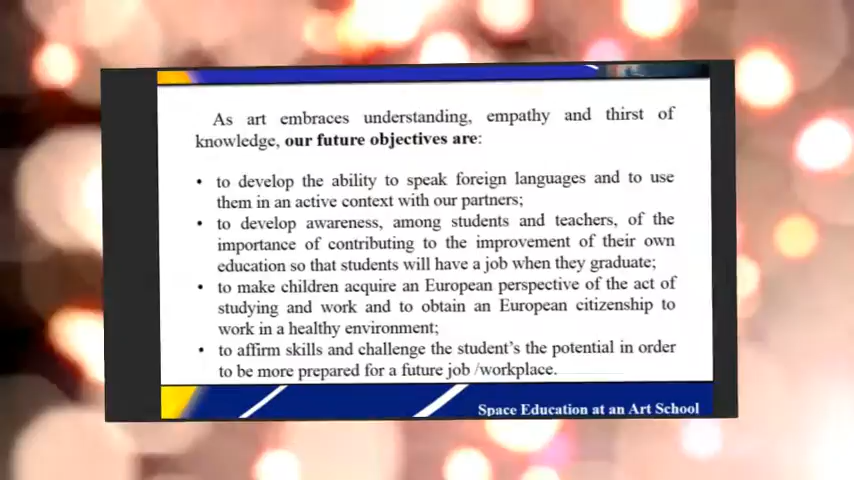 As art embraces understanding, empathy and thirst of
knowledge, our future objectives are:
• to develop the ability to speak foreign languages and to use
them in an active context with our partners;
• to develop awareness, among students and teachers, of the
importance of contributing to the improvement of their own
education so that students will have a job when they graduate;
• to make children acquire an European perspective of the act of
studying and work and to obtain an European citizenship to
work in a healthy environment;
• to affirm skills and challenge the student's the potential in order
to be more prepared for a future job /workplace.
Space Education at an Art School